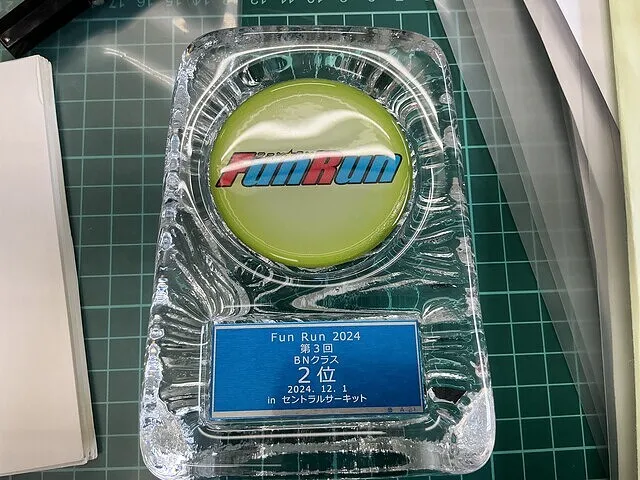 FunRun
Fun Run 2024
第3回
BNクラス
2位
2024. 12. 1
in セントラルサーキット